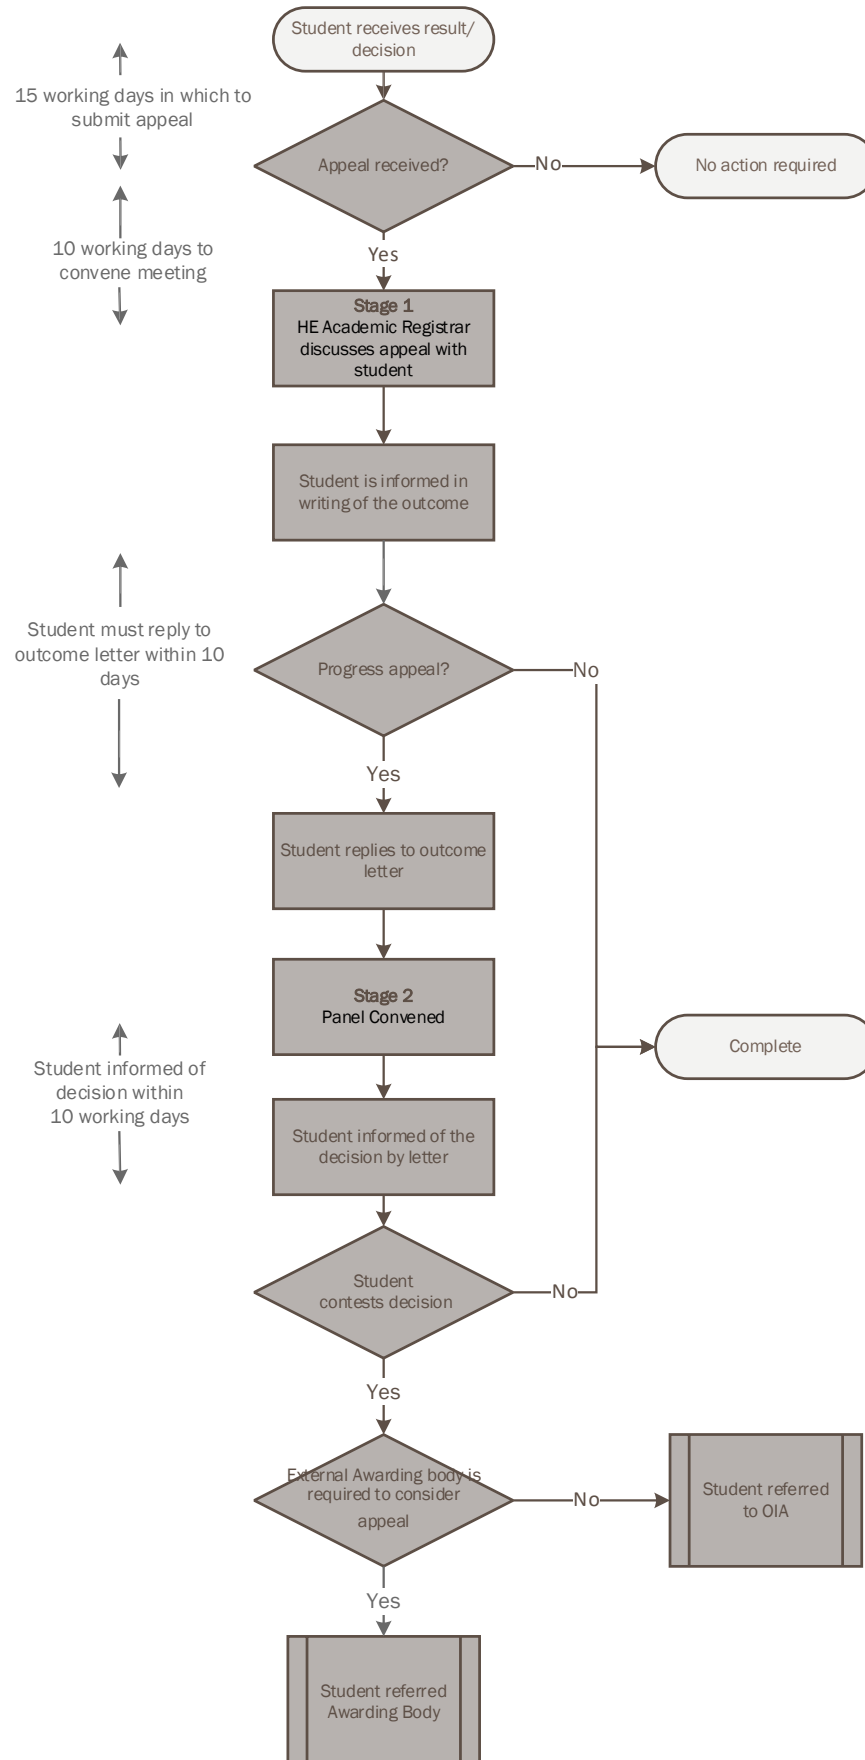 Student receives result/
decision
15 working days in which to
submit appeal
Appeal received?
No
No action required
10 working days to
convene meeting
Yes
Stage 1
HE Academic Registrar
discusses appeal with
student
Student is informed in
writing of the outcome
Student must reply to
outcome letter within 10
days
Progress appeal?
No
Yes
Student replies to outcome
letter
Stage 2
Panel Convened
Student informed of
decision within
10 working days
Complete
Student informed of the
decision by letter
Student
contests decision
No
Yes
External Awarding body is
required to consider
appeal
No
Student referred
to OIA
Yes
Student referred
Awarding Body